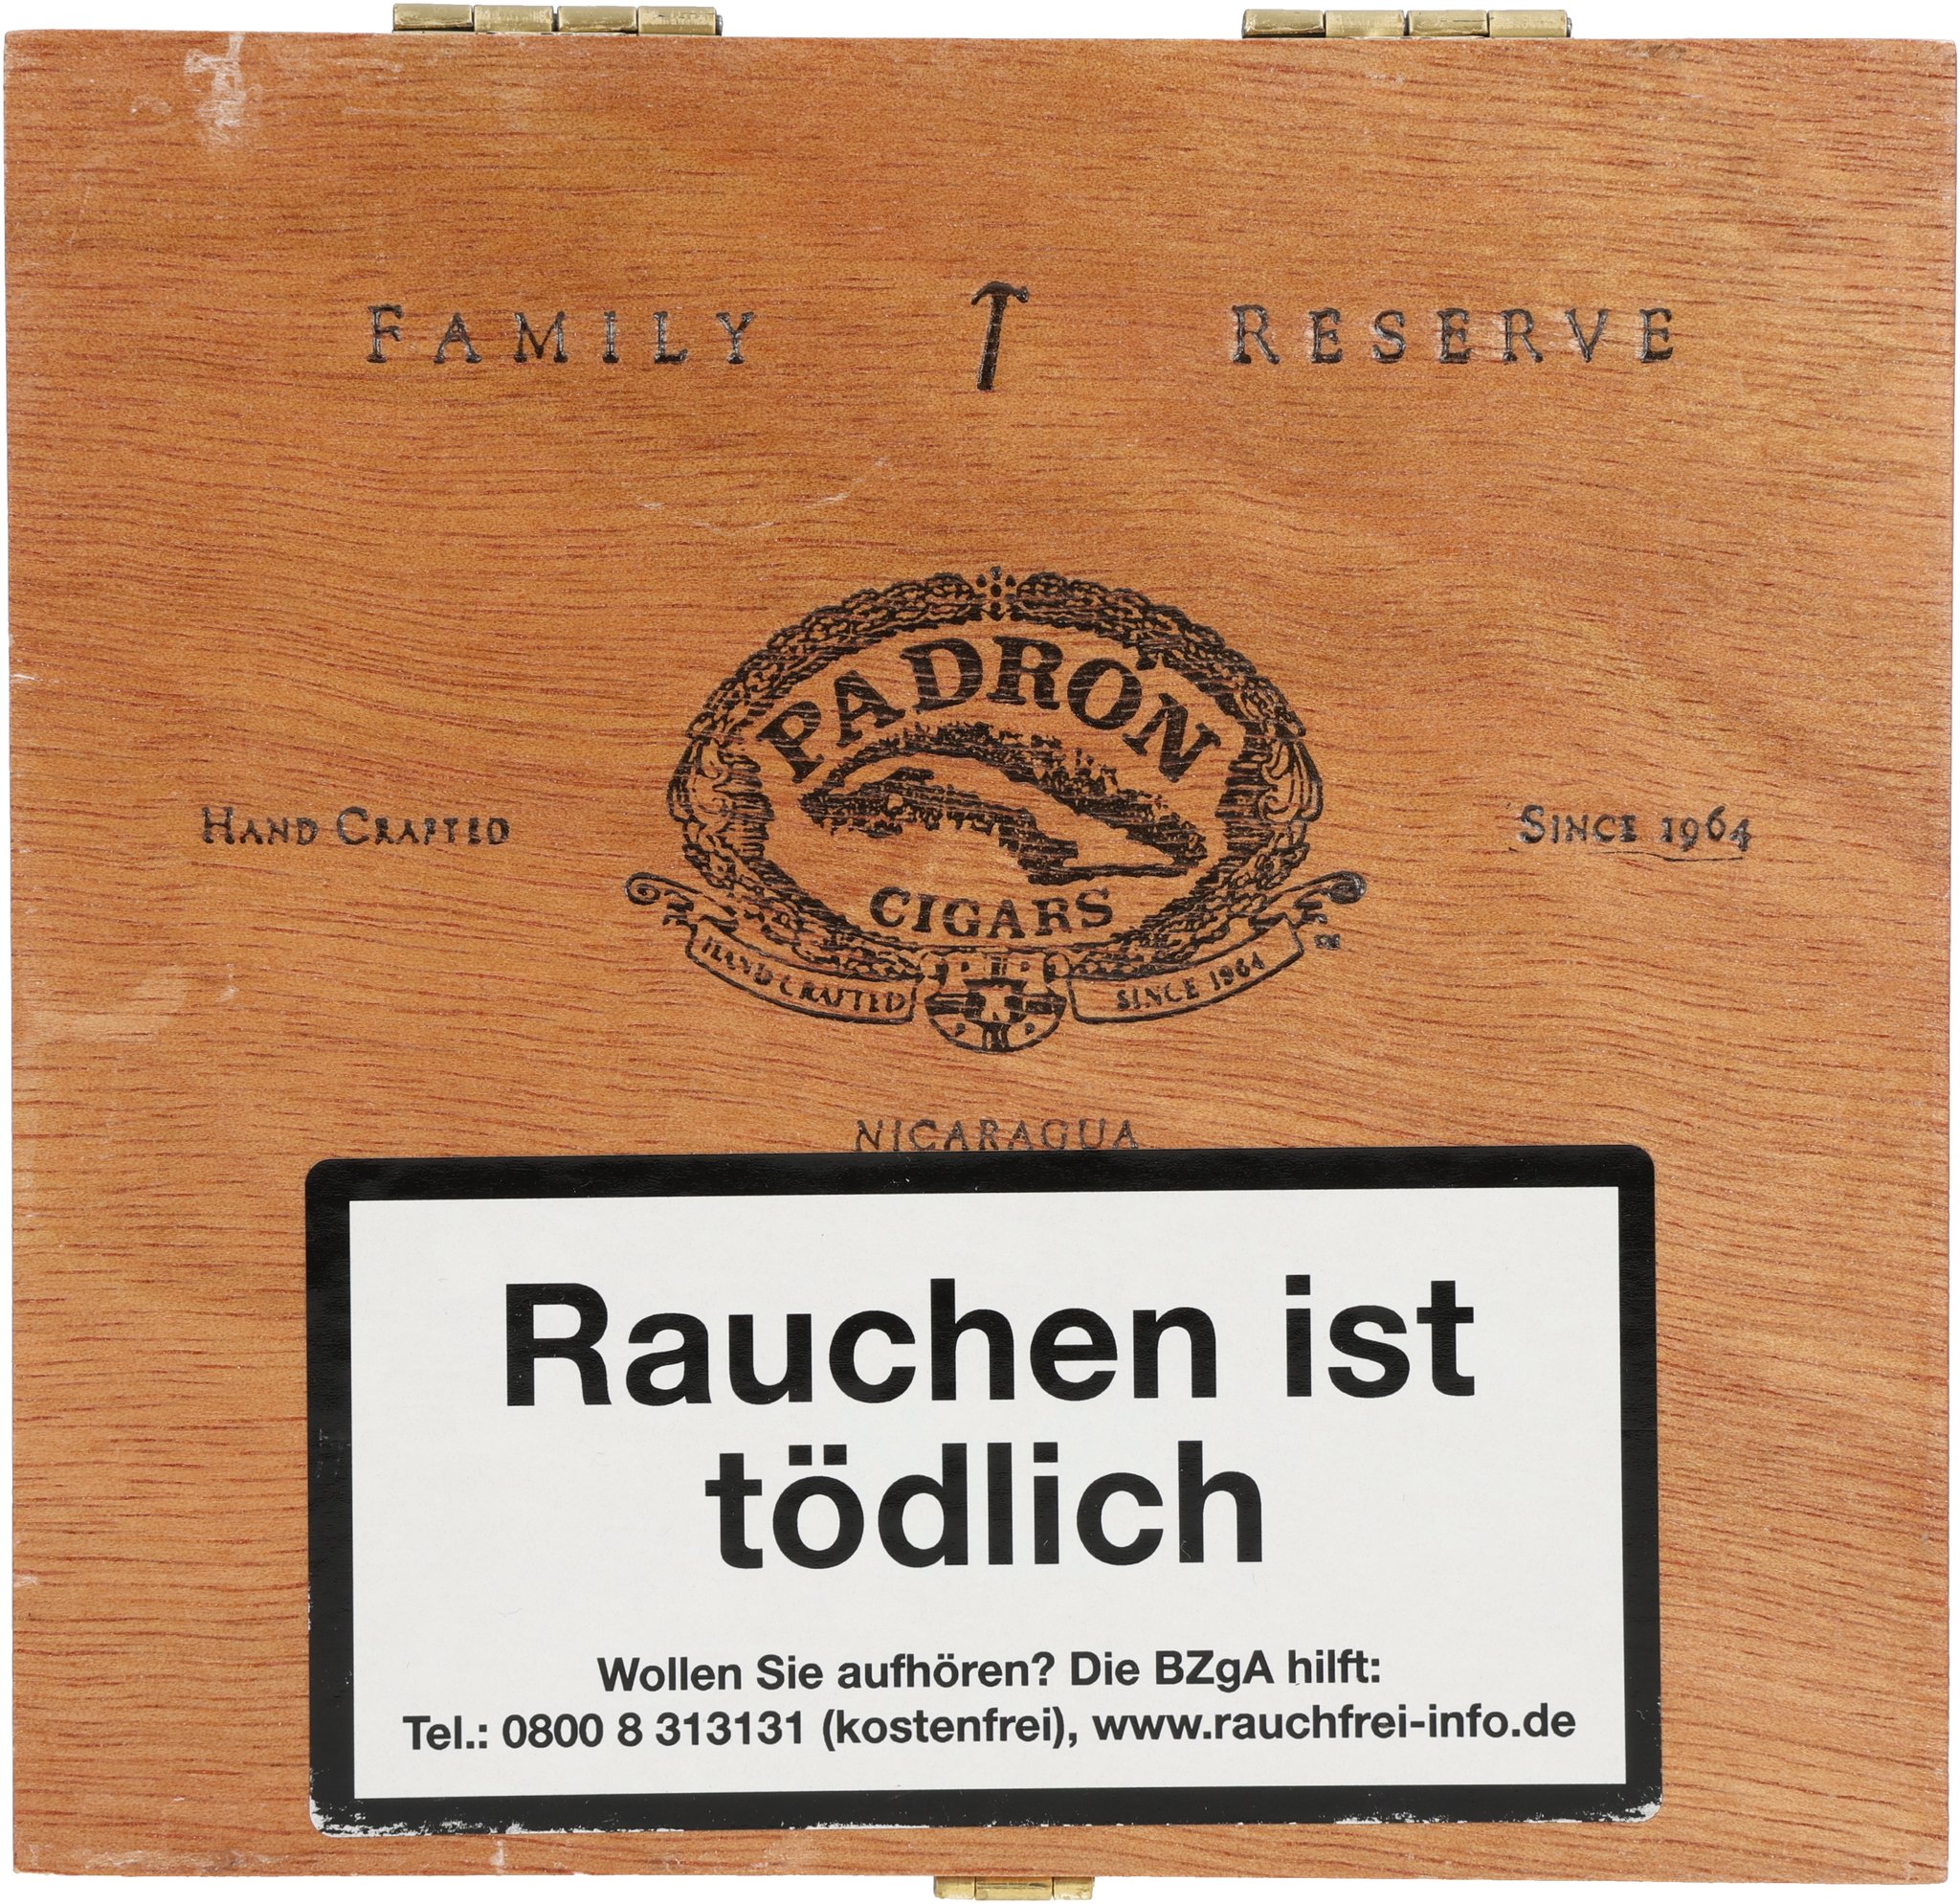 FAMILY RESERVE
PADRÓN
HAND CRAFTED
SINCE 1964
CIGARS
HAND CRAFTED
SINCE 1964
NICARAGUA
Rauchen ist
tödlich
Wollen Sie aufhören? Die BZgA hilft:
Tel.: 0800 8 313131 (kostenfrei), www.rauchfrei-info.de